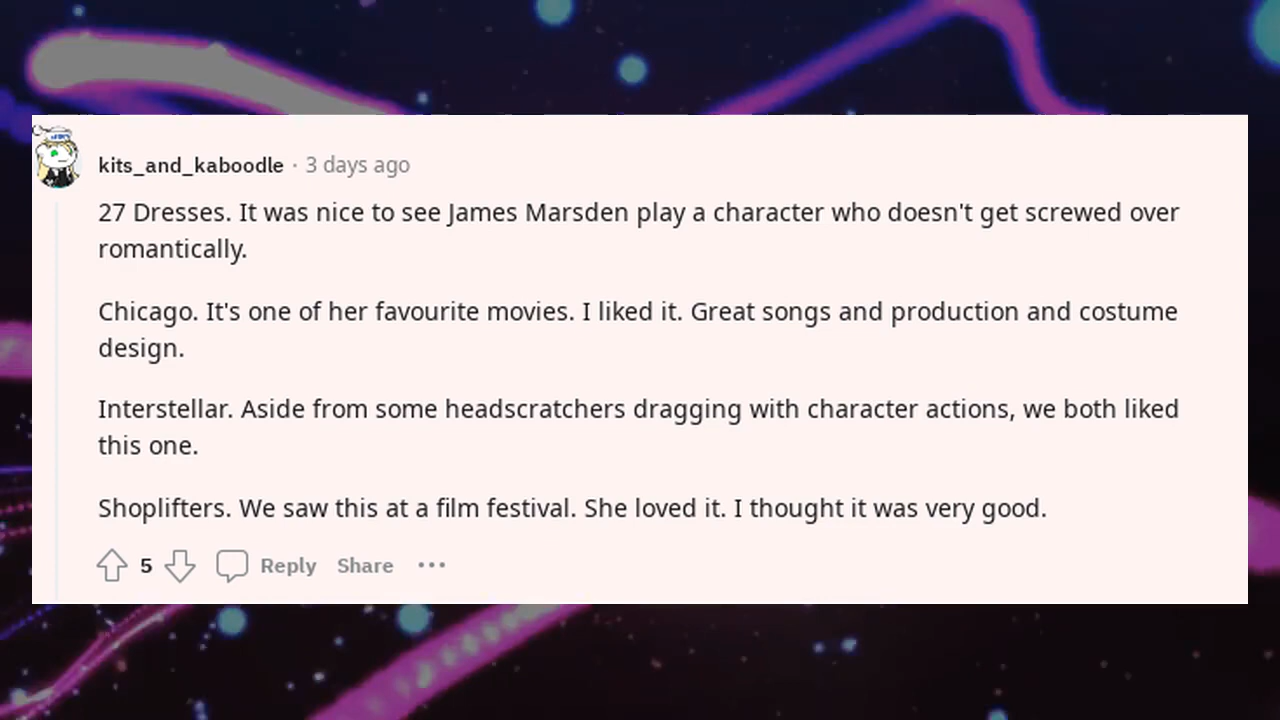 kits_and_kaboodle · 3 days ago
27 Dresses. It was nice to see James Marsden play a character who doesn't get screwed over
romantically.
Chicago. It's one of her favourite movies. I liked it. Great songs and production and costume
design.
Interstellar. Aside from some headscratchers dragging with character actions, we both liked
this one.
Shoplifters. We saw this at a film festival. She loved it. I thought it was very good.
5 Reply Share